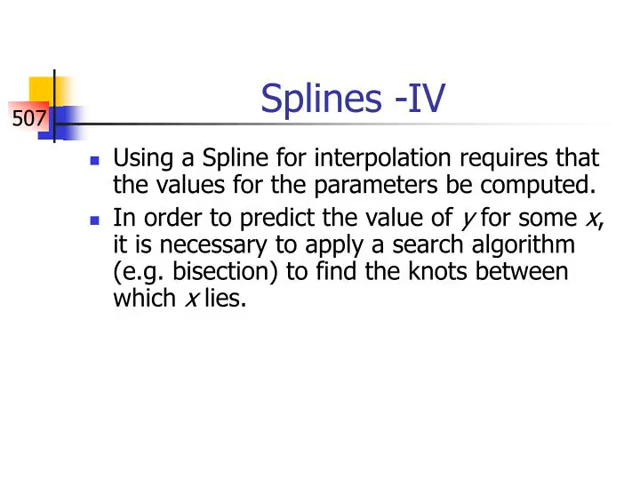 Splines -IV
507
Using a Spline for interpolation requires that
the values for the parameters be computed.
In order to predict the value of y for some x,
it is necessary to apply a search algorithm
(e.g. bisection) to find the knots between
which x lies.